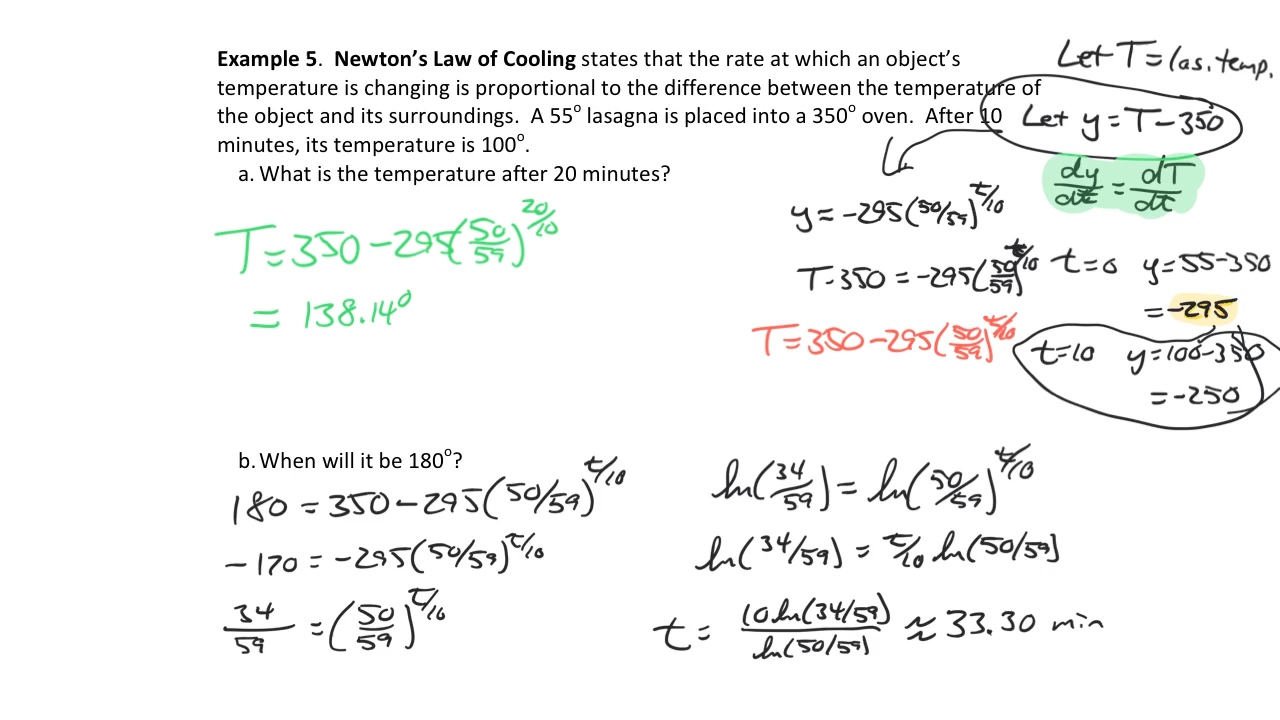 Example 5. Newton's Law of Cooling states that the rate at which an object's
temperature is changing is proportional to the difference between the temperature of
the object and its surroundings. A 55° lasagna is placed into a 350° oven. After 10
minutes, its temperature is 100°.
Let T = las. temp.
Let y = T - 350
dy/dt = dT/dt
a. What is the temperature after 20 minutes?
T = 350 - 295(50/59)^20/10
= 138.14°
y = -295(50/59)^t/10
T - 350 = -295(50/59)^t/10
T = 350 - 295(50/59)^t/10
t = 0 y = 55 - 350
= -295
t = 10 y = 100 - 350
= -250
b. When will it be 180°?
180 = 350 - 295(50/59)^t/10
-170 = -295(50/59)^t/10
34/59 = (50/59)^t/10
ln(34/59) = ln(50/59)^t/10
ln(34/59) = t/10 ln(50/59)
t = 10 ln(34/59)/ln(50/59) ≈ 33.30 min